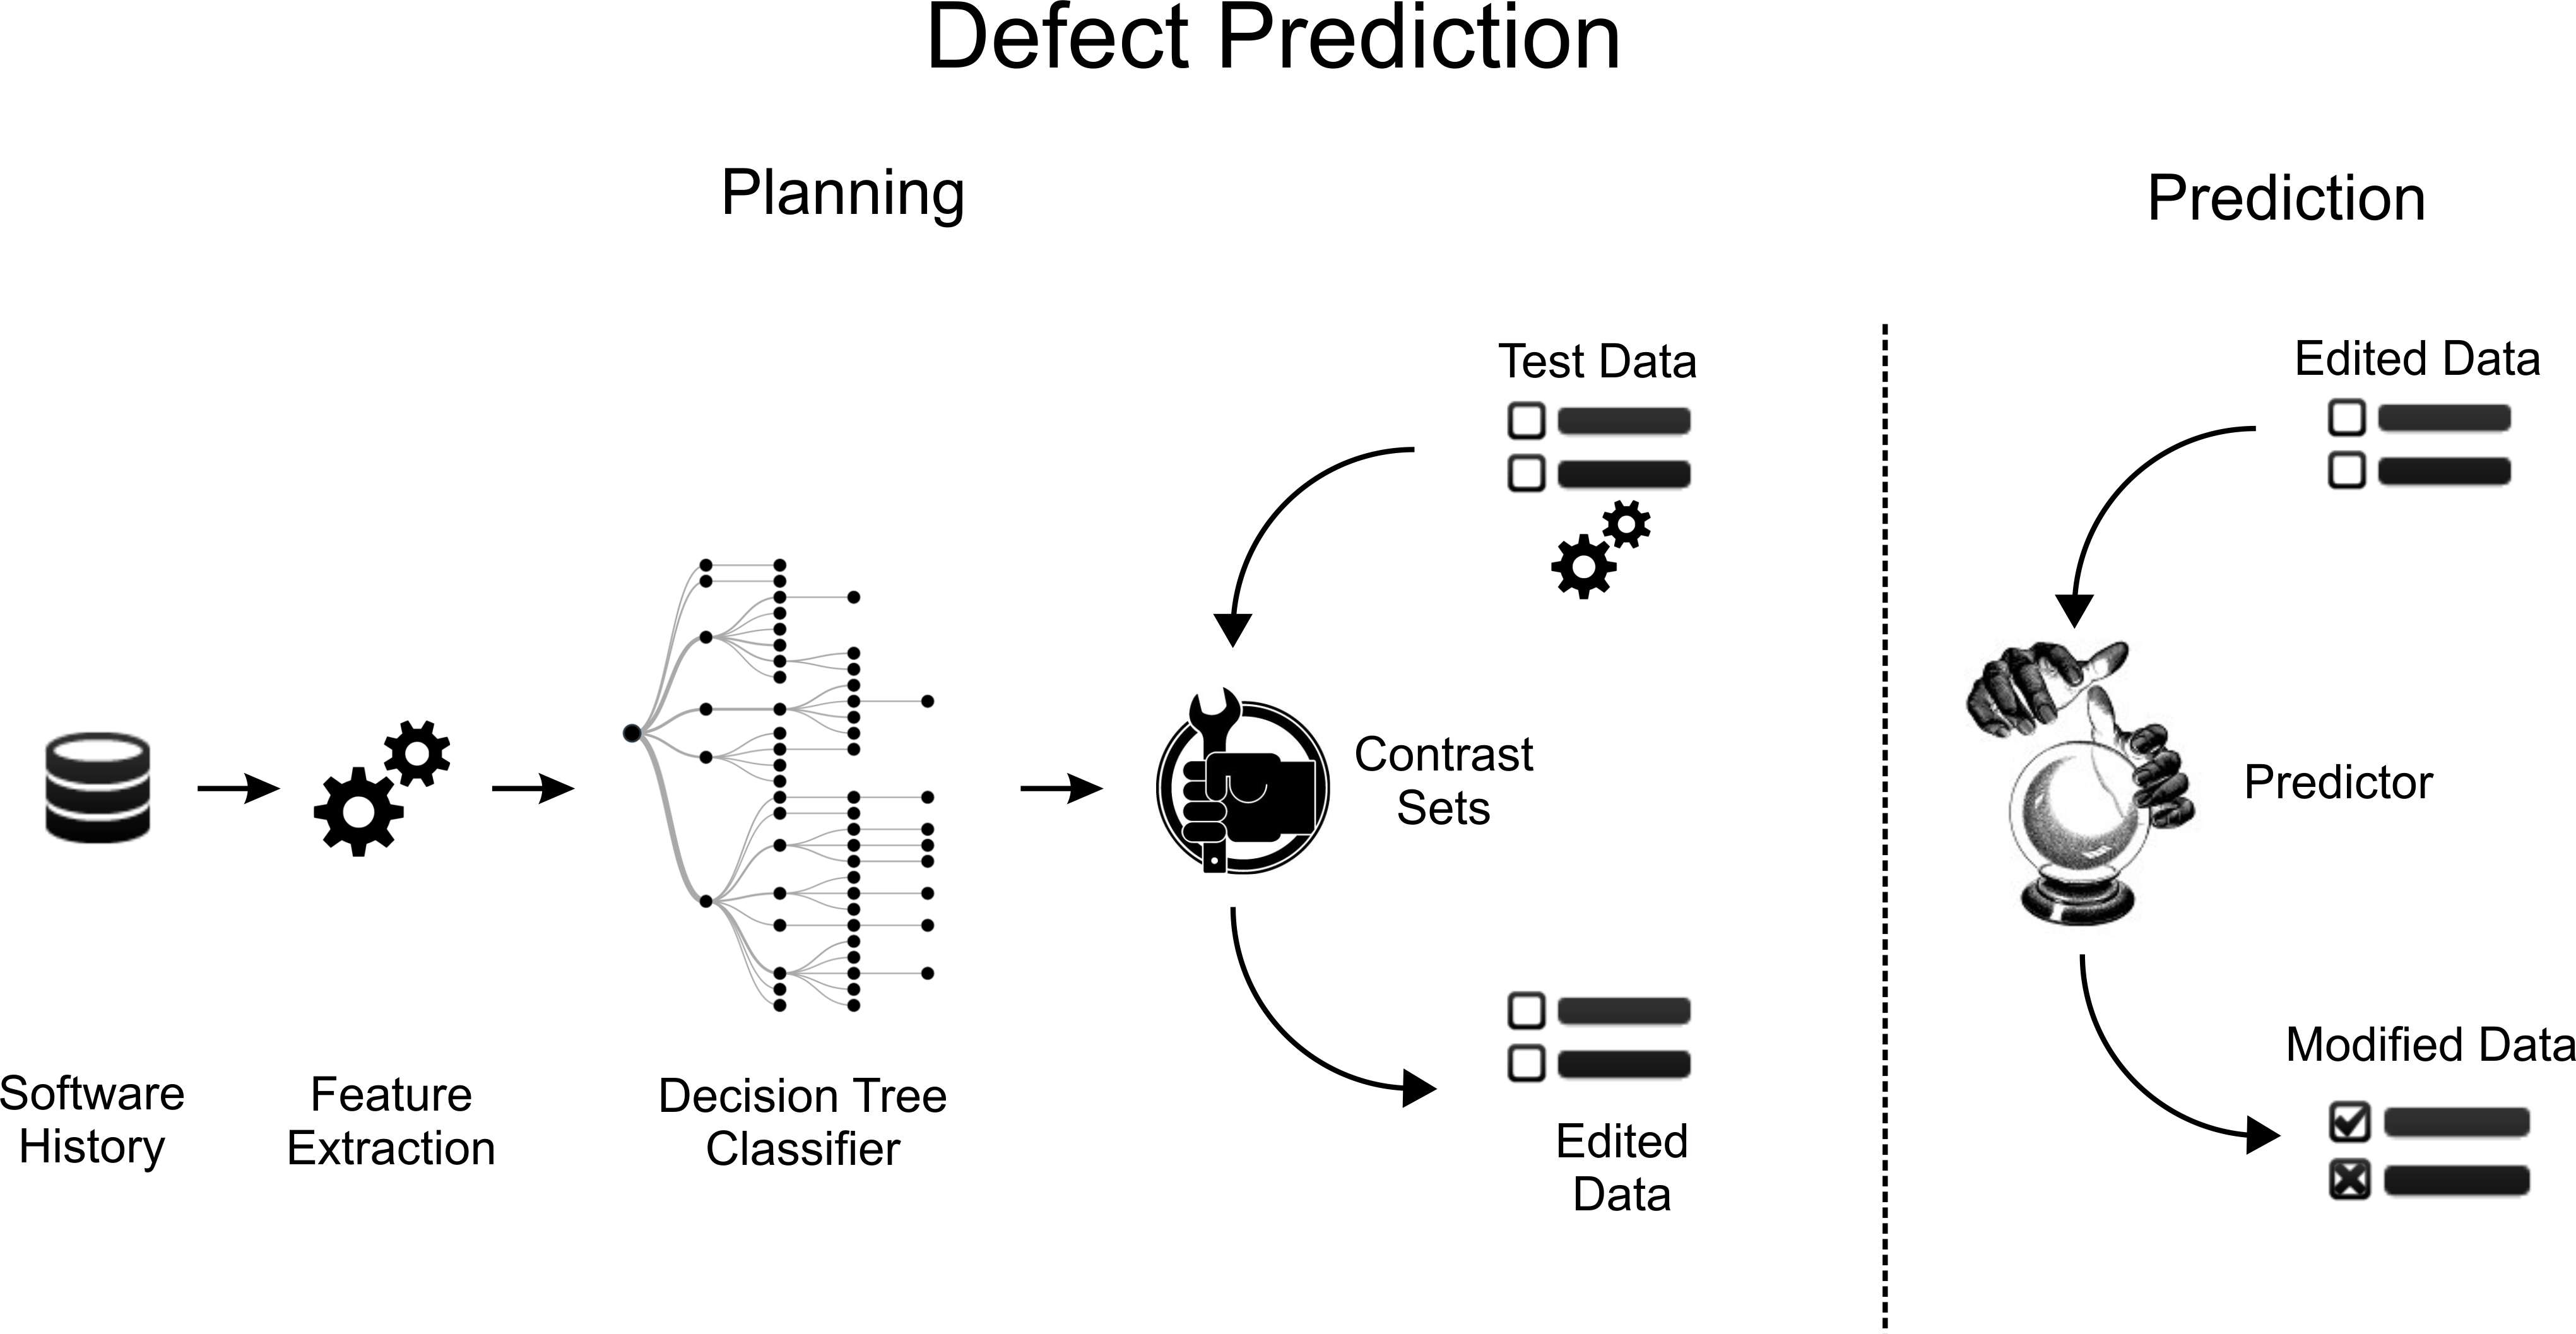 Defect Prediction
Planning
Prediction
Test Data
Edited Data
Contrast
Sets
Predictor
Modified Data
Software
History
Feature
Extraction
Decision Tree
Classifier
Edited
Data